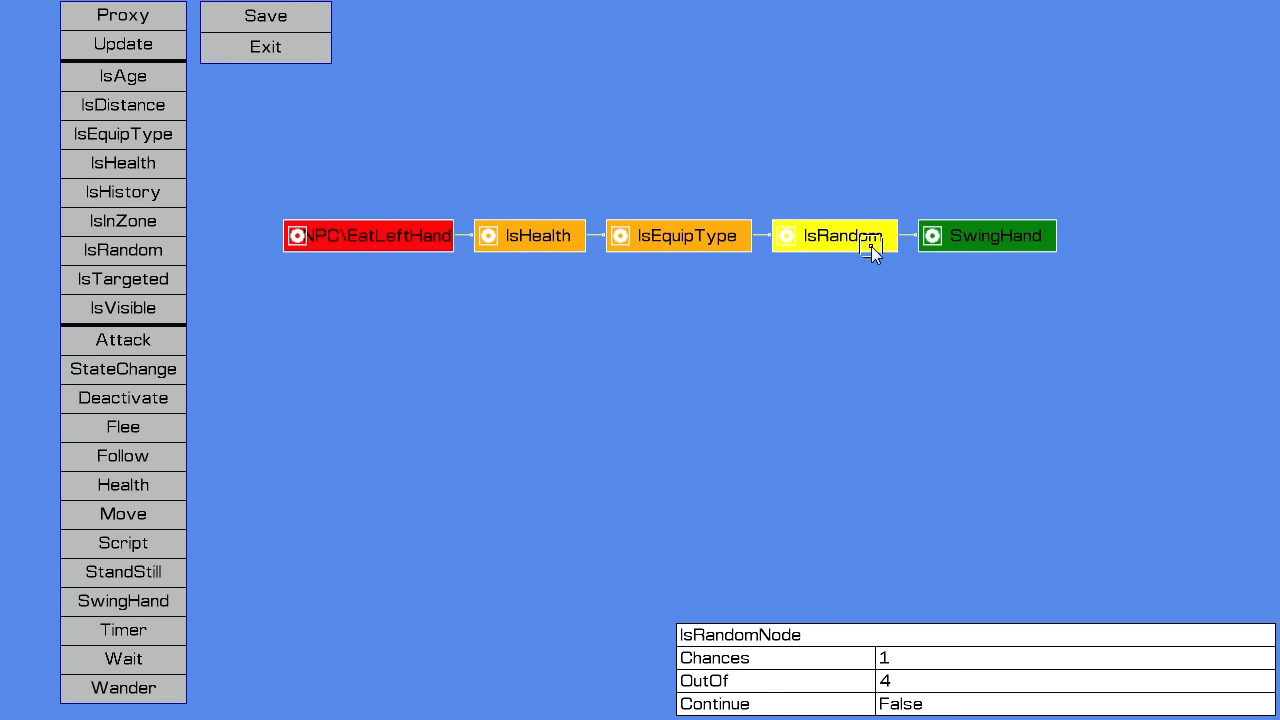 Proxy
Update
IsAge
IsDistance
IsEquipType
IsHealth
IsHistory
IsInZone
IsRandom
IsTargeted
IsVisible
Attack
StateChange
Deactivate
Flee
Follow
Health
Move
Script
StandStill
SwingHand
Timer
Wait
Wander
Save
Exit
NPC\EatLeftHand IsHealth IsEquipType IsRandom SwingHand
IsRandomNode
Chances 1
OutOf 4
Continue False